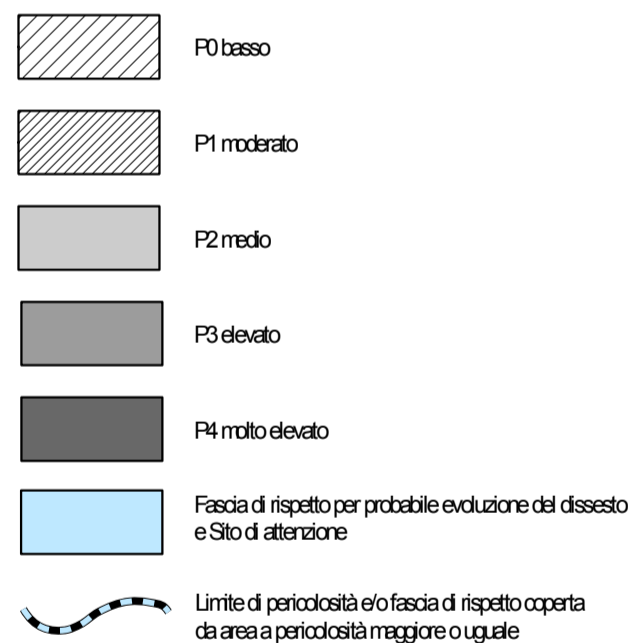 P0 basso
P1 moderato
P2 medio
P3 elevato
P4 molto elevato
Fascia di rispetto per probabile evoluzione del dissesto
e Sito di attenzione
Limite di pericolosità e/o fascia di rispetto coperta
da area a pericolosità maggiore o uguale